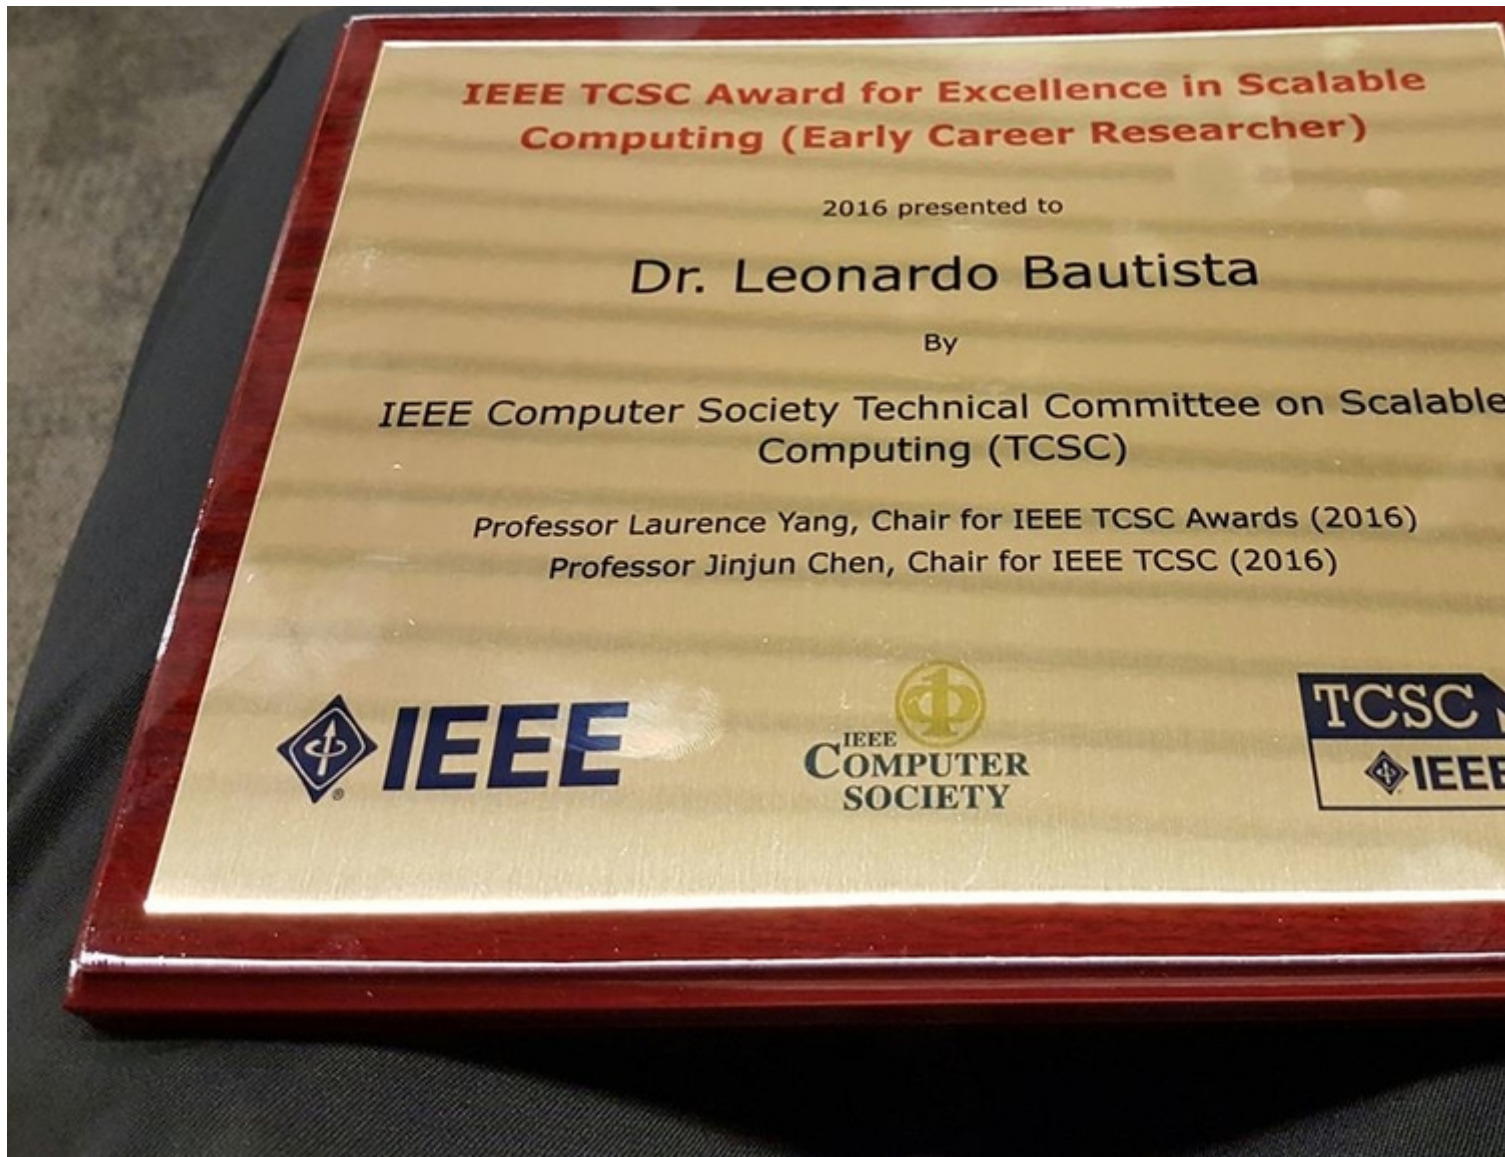 IEEE TCSC Award for Excellence in Scalable
Computing (Early Career Researcher)
2016 presented to
Dr. Leonardo Bautista
By
IEEE Computer Society Technical Committee on Scalable
Computing (TCSC)
Professor Laurence Yang, Chair for IEEE TCSC Awards (2016)
Professor Jinjun Chen, Chair for IEEE TCSC (2016)
IEEE
®
IEEE
COMPUTER
SOCIETY
TCSC
IEEE